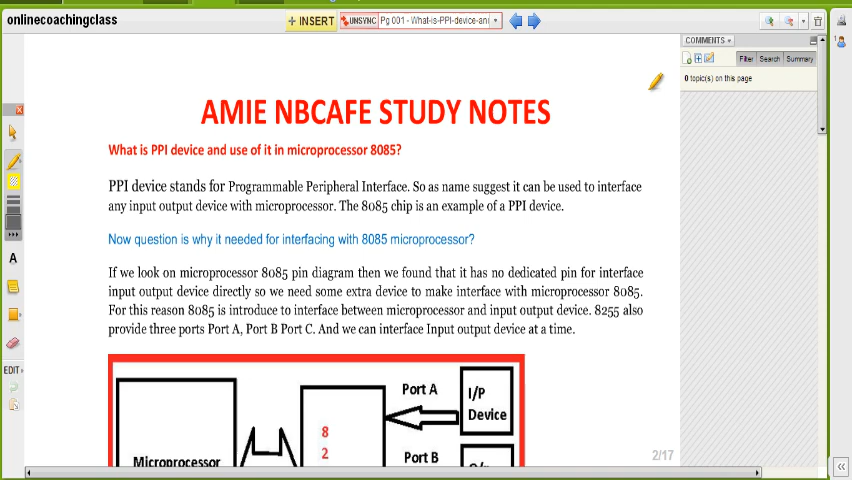 onlinecoachingclass
INSERT
UNSYNC
Pg 001 - What-is-PPI-device-an
COMMENTS
Filter
Search
Summary
0 topic(s) on this page
AMIE NBCAFE STUDY NOTES
What is PPI device and use of it in microprocessor 8085?
PPI device stands for Programmable Peripheral Interface. So as name suggest it can be used to interface
any input output device with microprocessor. The 8085 chip is an example of a PPI device.
Now question is why it needed for interfacing with 8085 microprocessor?
If we look on microprocessor 8085 pin diagram then we found that it has no dedicated pin for interface
input output device directly so we need some extra device to make interface with microprocessor 8085.
For this reason 8085 is introduce to interface between microprocessor and input output device. 8255 also
provide three ports Port A, Port B Port C. And we can interface Input output device at a time.
A
EDIT
Port A
I/P
Device
8
2
Port B
Microprocessor
2/17